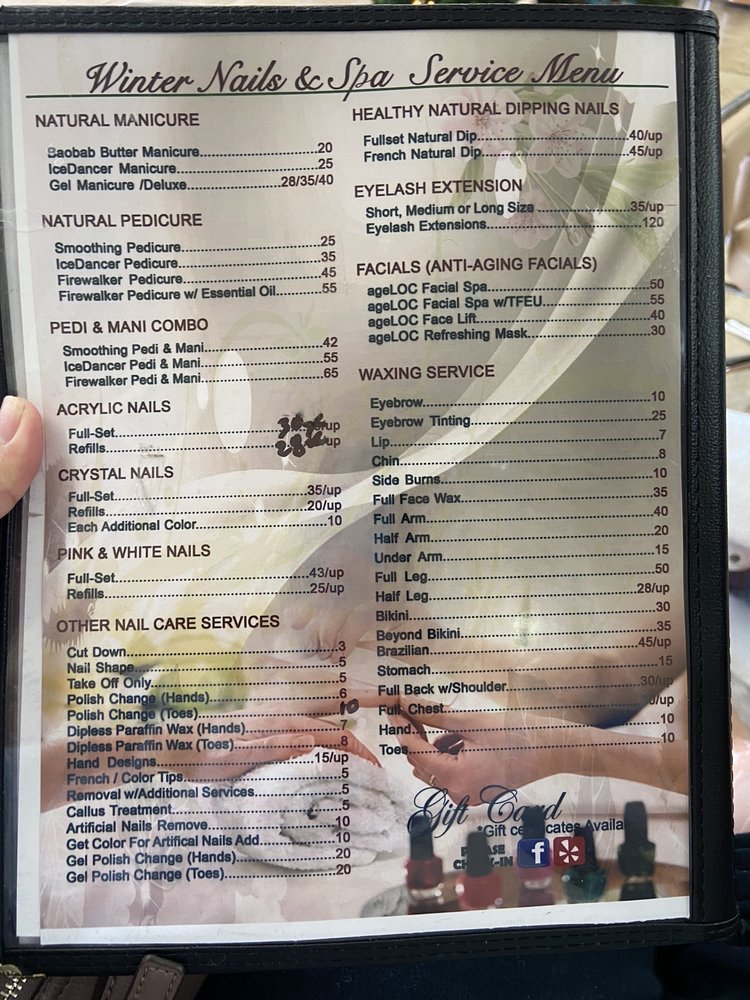 Winter Nails & Spa Service Menu
NATURAL MANICURE
Baobab Butter Manicure 20
IceDancer Manicure 25
Gel Manicure /Deluxe 28/35/40
NATURAL PEDICURE
Smoothing Pedicure 25
IceDancer Pedicure 35
Firewalker Pedicure 45
Firewalker Pedicure w/ Essential Oil 55
PEDI & MANI COMBO
Smoothing Pedi & Mani 42
IceDancer Pedi & Mani 55
Firewalker Pedi & Mani 65
ACRYLIC NAILS
Full-Set /up
Refills 28 /up
CRYSTAL NAILS
Full-Set 35/up
Refills 20/up
Each Additional Color 10
PINK & WHITE NAILS
Full-Set 43/up
Refills 25/up
OTHER NAIL CARE SERVICES
Cut Down 3
Nail Shape 5
Take Off Only 5
Polish Change (Hands) 6
Polish Change (Toes) 10
Dipless Paraffin Wax (Hands) 7
Dipless Paraffin Wax (Toes) 8
Hand Designs 15/up
French / Color Tips 5
Removal w/Additional Services 5
Callus Treatment 5
Artificial Nails Remove 10
Get Color For Artifical Nails Add 10
Gel Polish Change (Hands) 20
Gel Polish Change (Toes) 20
HEALTHY NATURAL DIPPING NAILS
Fullset Natural Dip 40/up
French Natural Dip 45/up
EYELASH EXTENSION
Short, Medium or Long Size 35/up
Eyelash Extensions 120
FACIALS (ANTI-AGING FACIALS)
ageLOC Facial Spa 50
ageLOC Facial Spa w/TFEU 55
ageLOC Face Lift 40
ageLOC Refreshing Mask 30
WAXING SERVICE
Eyebrow 10
Eyebrow Tinting 25
Lip 7
Chin 8
Side Burns 10
Full Face Wax 35
Full Arm 40
Half Arm 20
Under Arm 15
Full Leg 50
Half Leg 28/up
Bikini 30
Beyond Bikini 35
Brazilian 45/up
Stomach 15
Full Back w/Shoulder 30/up
Full Chest 0/up
Hand 10
Toes 10
Gift Card
*Gift certificates Availa
CHECK-IN